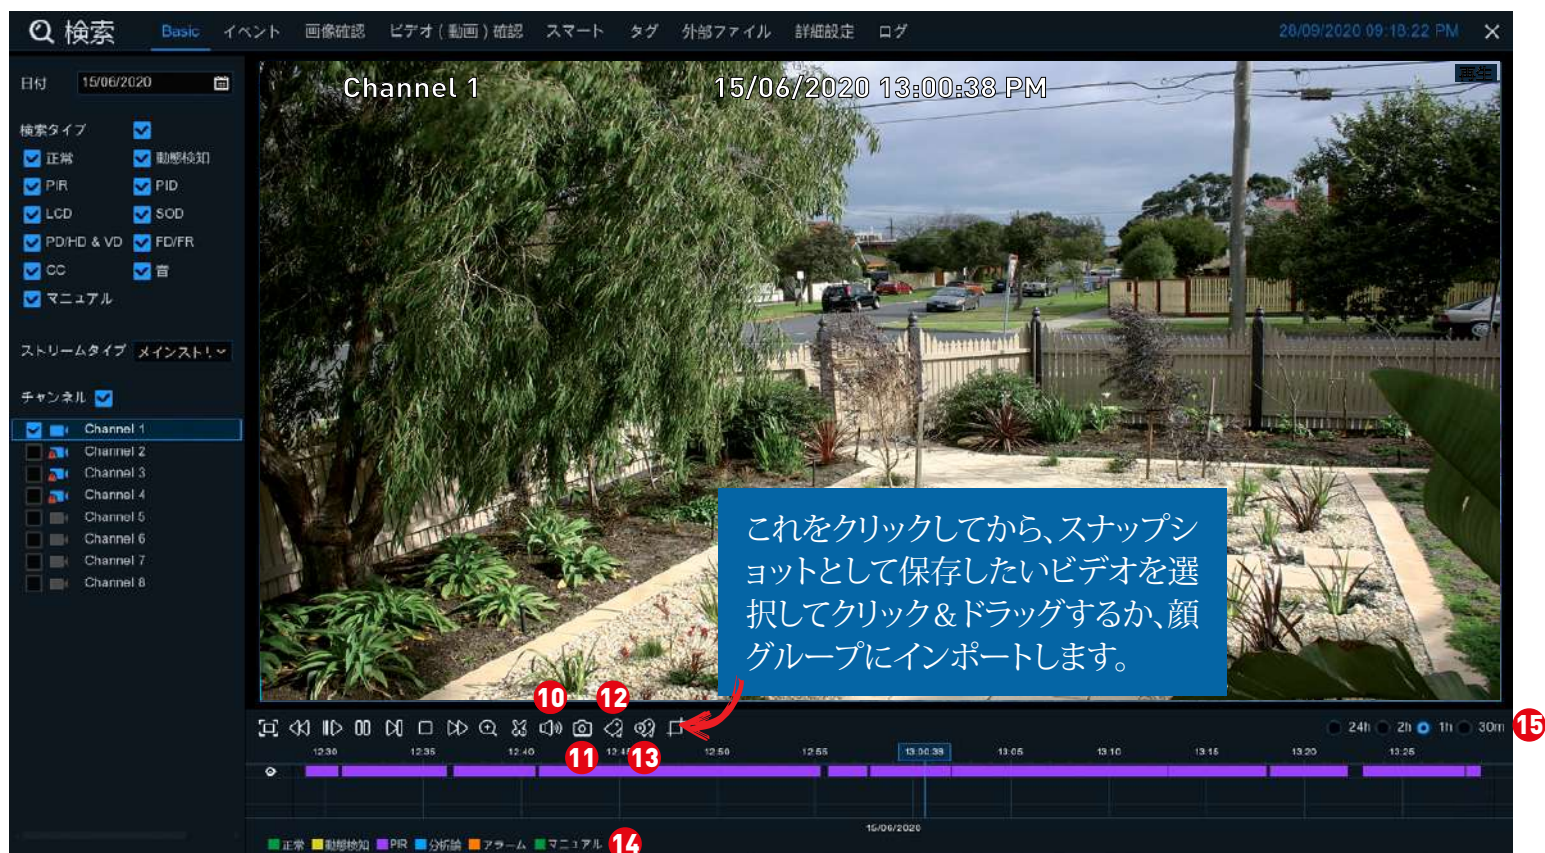 検索 Basic イベント 画像確認 ビデオ ( 動画 ) 確認 スマート タグ 外部ファイル 詳細設定 ログ 28/09/2020 09:18:22 PM
日付 15/06/2020
Channel 1 15/06/2020 13:00:38 PM 再生
検索タイプ
正常 動態検知
PIR PID
LCD SOD
PD/HD & VD FD/FR
CC 音
マニュアル
ストリームタイプ メインスト
チャンネル
Channel 1
Channel 2
Channel 3
Channel 4
Channel 5
Channel 6
Channel 7
Channel 8
これをクリックしてから、スナップシ
ョットとして保存したいビデオを選
択してクリック＆ドラッグするか、顔
グループにインポートします。
10 12
24h 2h 1h 30m 15
12:30 12:35 12:40 11 12:45 13 12:50 12:55 13:00:38 13:05 13:10 13:15 13:20 13:25
15/06/2020
正常 動態検知 PIR 分析論 アラーム マニュアル 14